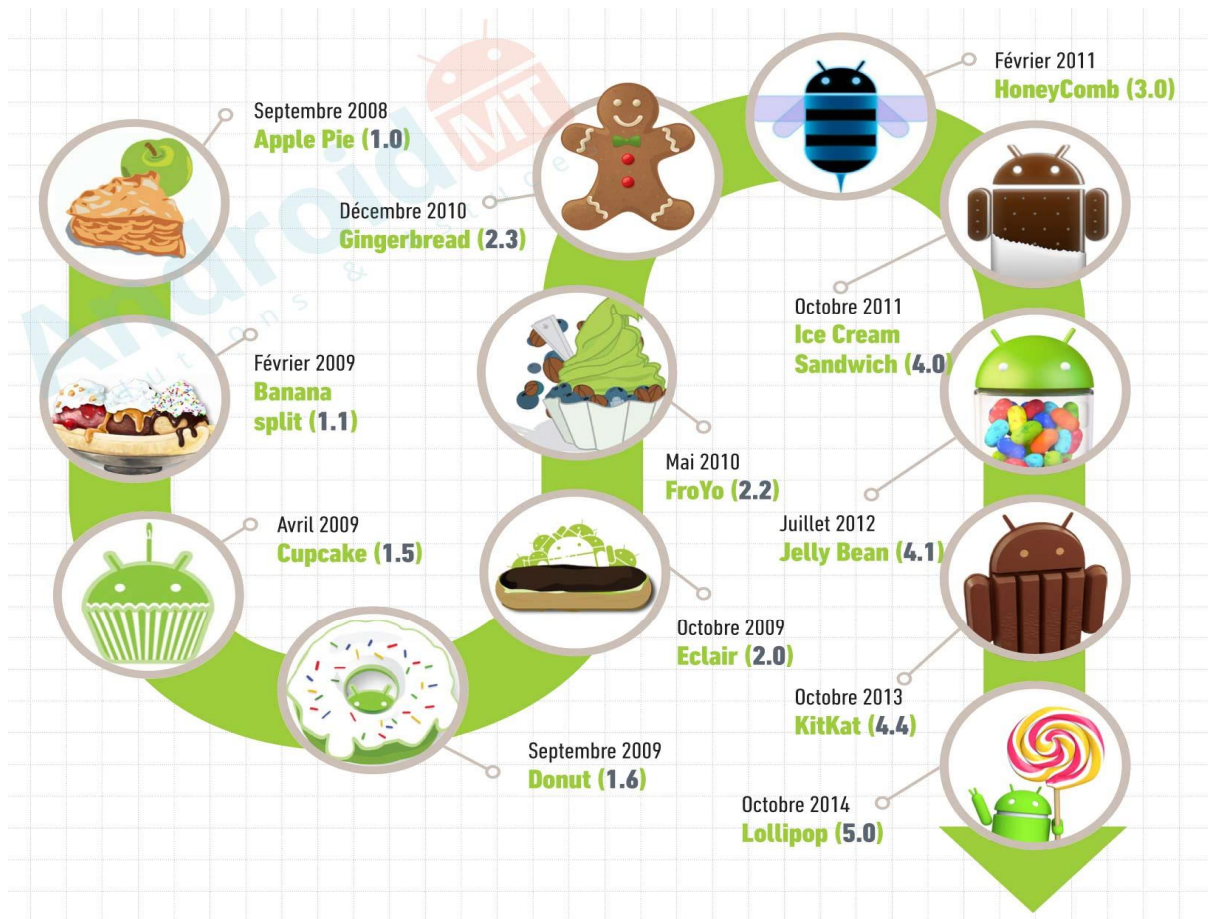 Septembre 2008
Apple Pie (1.0)
Février 2009
Banana
split (1.1)
Avril 2009
Cupcake (1.5)
Septembre 2009
Donut (1.6)
Octobre 2009
Eclair (2.0)
Mai 2010
FroYo (2.2)
Décembre 2010
Gingerbread (2.3)
Février 2011
HoneyComb (3.0)
Octobre 2011
Ice Cream
Sandwich (4.0)
Juillet 2012
Jelly Bean (4.1)
Octobre 2013
KitKat (4.4)
Octobre 2014
Lollipop (5.0)
Android MT